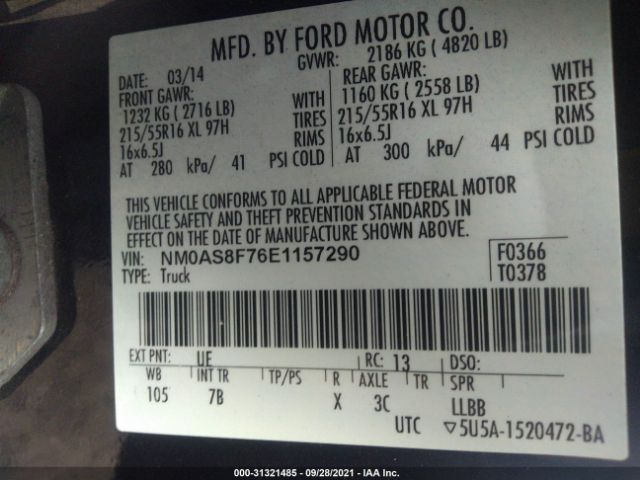 MFD. BY FORD MOTOR CO.
GVWR: 2186 KG ( 4820 LB)
DATE: 03/14
FRONT GAWR: WITH
1232 KG ( 2716 LB) TIRES
215/55R16 XL 97H RIMS
16x6.5J
AT 280 kPa/ 41 PSI COLD
REAR GAWR: WITH
1160 KG ( 2558 LB) TIRES
215/55R16 XL 97H RIMS
16x6.5J
AT 300 kPa/ 44 PSI COLD
THIS VEHICLE CONFORMS TO ALL APPLICABLE FEDERAL MOTOR
VEHICLE SAFETY AND THEFT PREVENTION STANDARDS IN
EFFECT ON THE DATE OF MANUFACTURE SHOWN ABOVE.
VIN: NM0AS8F76E1157290
TYPE: Truck
F0366
T0378
EXT PNT: UE RC: 13 DSO:
WB INT TR TP/PS R AXLE TR SPR
105 7B X 3C LLBB
UTC ▽5U5A-1520472-BA
000-31321485 - 09/28/2021 - IAA Inc.